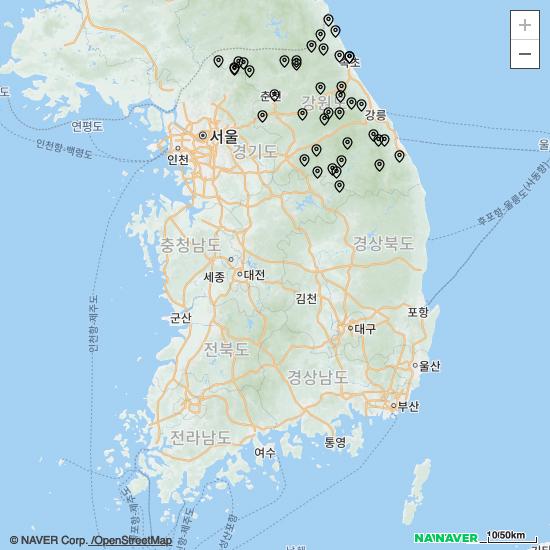 +
−
속초
춘천
강원도
강릉
연평도
서울
인천항-백령도
인천
경기도
울
후포항-울릉도(사동항)
충청남도
경상북도
세종
대전
김천
군산
포항
인천항-제주도
대구
전북도
경상남도
울산
부산
전라남도
여수
통영
© NAVER Corp. /OpenStreetMap
NAVER
10/50km